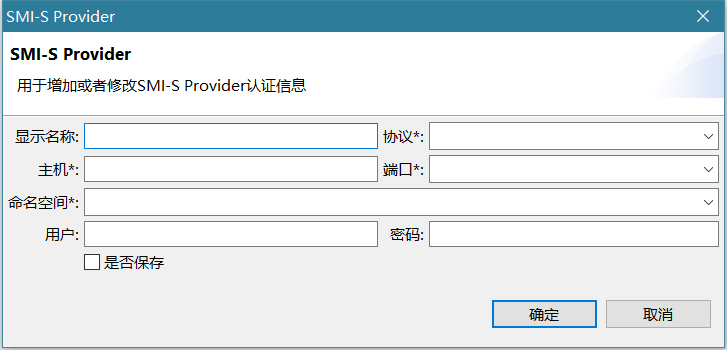 SMI-S Provider
SMI-S Provider
用于增加或者修改SMI-S Provider认证信息
显示名称: 协议*:
主机*: 端口*:
命名空间*:
用户: 密码:
是否保存
确定 取消